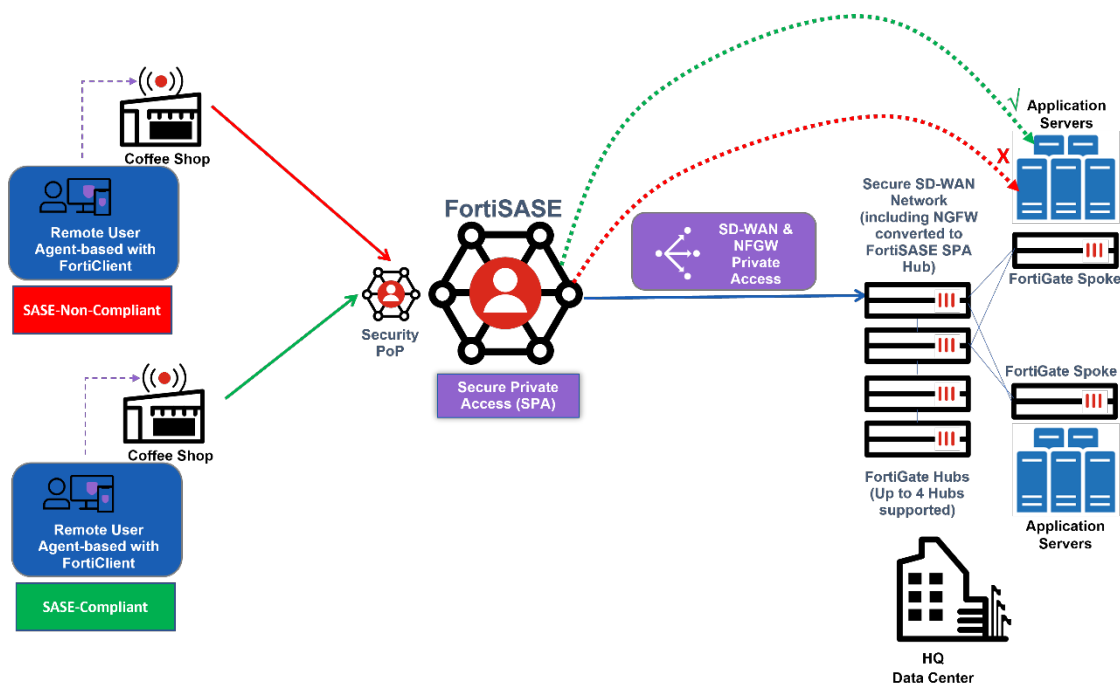 Coffee Shop
Remote User
Agent-based with
FortiClient
SASE-Non-Compliant
Coffee Shop
Remote User
Agent-based with
FortiClient
SASE-Compliant
Security
PoP
FortiSASE
Secure Private
Access (SPA)
SD-WAN &
NFGW
Private
Access
√
X
Application
Servers
Secure SD-WAN
Network
(including NGFW
converted to
FortiSASE SPA
Hub)
FortiGate Spoke
FortiGate Spoke
FortiGate Hubs
(Up to 4 Hubs
supported)
Application
Servers
HQ
Data Center